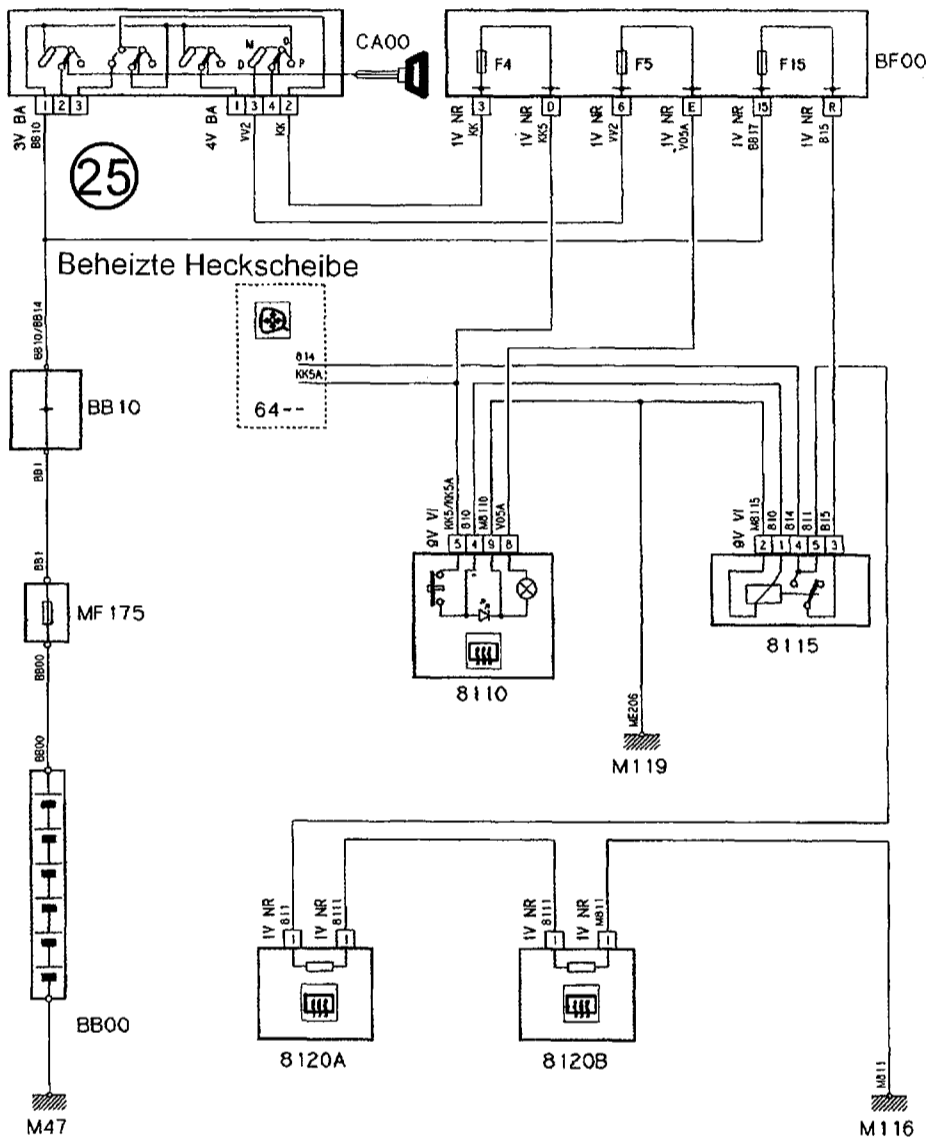 M
O
D
P
CA00
F4
F5
F15
BF00
1 2 3
1 3 4 2
3 D 6 E 15 R
3V BA
BB10
4V BA
VV2
KK
1V NR
KK
1V NR
KK5
1V NR
VV2
1V NR
V05A
1V NR
BB17
1V NR
B15
25
Beheizte Heckscheibe
BB10/BB14
BB10
BB1
814
KK5A
64--
9V VI
KK5/KK5A
810
M8110
V05A
5 4 9 8
8110
9V VI
M8115
810
814
811
B15
2 1 4 5 3
8115
BB1
MF175
BB00
BB00
ME206
M119
BB00
M47
1V NR
811
1V NR
8111
1 1
8120A
1V NR
8111
1V NR
M811
1 1
8120B
M811
M116